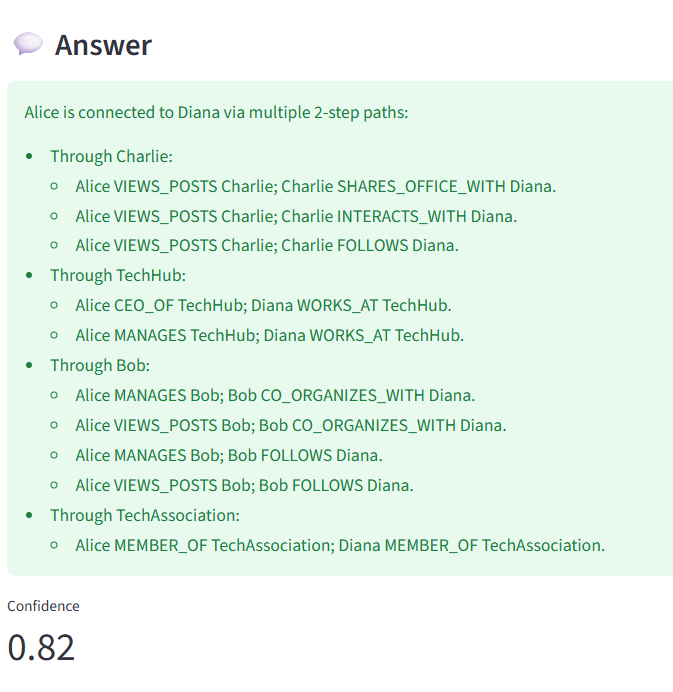 Answer
Alice is connected to Diana via multiple 2-step paths:
Through Charlie:
Alice VIEWS_POSTS Charlie; Charlie SHARES_OFFICE_WITH Diana.
Alice VIEWS_POSTS Charlie; Charlie INTERACTS_WITH Diana.
Alice VIEWS_POSTS Charlie; Charlie FOLLOWS Diana.
Through TechHub:
Alice CEO_OF TechHub; Diana WORKS_AT TechHub.
Alice MANAGES TechHub; Diana WORKS_AT TechHub.
Through Bob:
Alice MANAGES Bob; Bob CO_ORGANIZES_WITH Diana.
Alice VIEWS_POSTS Bob; Bob CO_ORGANIZES_WITH Diana.
Alice MANAGES Bob; Bob FOLLOWS Diana.
Alice VIEWS_POSTS Bob; Bob FOLLOWS Diana.
Through TechAssociation:
Alice MEMBER_OF TechAssociation; Diana MEMBER_OF TechAssociation.
Confidence
0.82